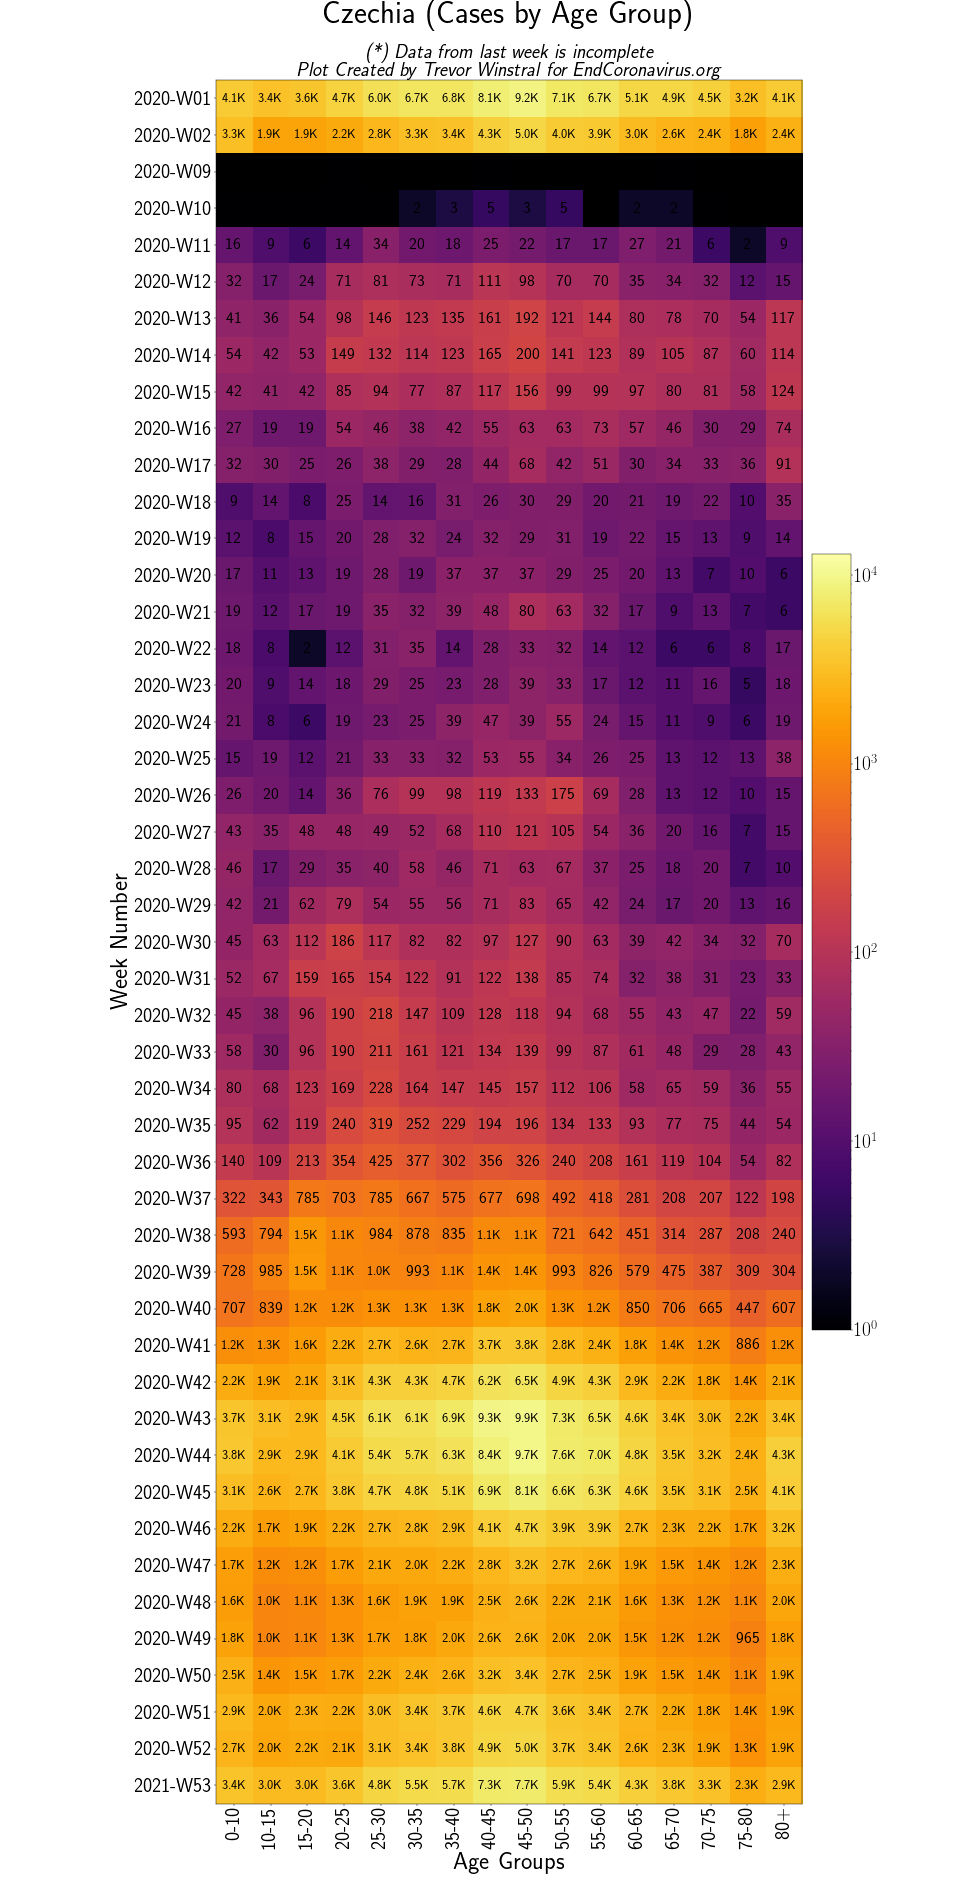 Czechia (Cases by Age Group)
(*) Data from last week is incomplete
Plot Created by Trevor Winstral for EndCoronavirus.org
2020-W01 4.1K 3.4K 3.6K 4.7K 6.0K 6.7K 6.8K 8.1K 9.2K 7.1K 6.7K 5.1K 4.9K 4.5K 3.2K 4.1K
2020-W02 3.3K 1.9K 1.9K 2.2K 2.8K 3.3K 3.4K 4.3K 5.0K 4.0K 3.9K 3.0K 2.6K 2.4K 1.8K 2.4K
2020-W09
2020-W10 2 3 5 3 5 2 2
2020-W11 16 9 6 14 34 20 18 25 22 17 17 27 21 6 2 9
2020-W12 32 17 24 71 81 73 71 111 98 70 70 35 34 32 12 15
2020-W13 41 36 54 98 146 123 135 161 192 121 144 80 78 70 54 117
2020-W14 54 42 53 149 132 114 123 165 200 141 123 89 105 87 60 114
2020-W15 42 41 42 85 94 77 87 117 156 99 99 97 80 81 58 124
2020-W16 27 19 19 54 46 38 42 55 63 63 73 57 46 30 29 74
2020-W17 32 30 25 26 38 29 28 44 68 42 51 30 34 33 36 91
2020-W18 9 14 8 25 14 16 31 26 30 29 20 21 19 22 10 35
2020-W19 12 8 15 20 28 32 24 32 29 31 19 22 15 13 9 14
2020-W20 17 11 13 19 28 19 37 37 37 29 25 20 13 7 10 6
2020-W21 19 12 17 19 35 32 39 48 80 63 32 17 9 13 7 6
2020-W22 18 8 2 12 31 35 14 28 33 32 14 12 6 6 8 17
2020-W23 20 9 14 18 29 25 23 28 39 33 17 12 11 16 5 18
2020-W24 21 8 6 19 23 25 39 47 39 55 24 15 11 9 6 19
2020-W25 15 19 12 21 33 33 32 53 55 34 26 25 13 12 13 38
2020-W26 26 20 14 36 76 99 98 119 133 175 69 28 13 12 10 15
2020-W27 43 35 48 48 49 52 68 110 121 105 54 36 20 16 7 15
2020-W28 46 17 29 35 40 58 46 71 63 67 37 25 18 20 7 10
2020-W29 42 21 62 79 54 55 56 71 83 65 42 24 17 20 13 16
2020-W30 45 63 112 186 117 82 82 97 127 90 63 39 42 34 32 70
2020-W31 52 67 159 165 154 122 91 122 138 85 74 32 38 31 23 33
2020-W32 45 38 96 190 218 147 109 128 118 94 68 55 43 47 22 59
2020-W33 58 30 96 190 211 161 121 134 139 99 87 61 48 29 28 43
2020-W34 80 68 123 169 228 164 147 145 157 112 106 58 65 59 36 55
2020-W35 95 62 119 240 319 252 229 194 196 134 133 93 77 75 44 54
2020-W36 140 109 213 354 425 377 302 356 326 240 208 161 119 104 54 82
2020-W37 322 343 785 703 785 667 575 677 698 492 418 281 208 207 122 198
2020-W38 593 794 1.5K 1.1K 984 878 835 1.1K 1.1K 721 642 451 314 287 208 240
2020-W39 728 985 1.5K 1.1K 1.0K 993 1.1K 1.4K 1.4K 993 826 579 475 387 309 304
2020-W40 707 839 1.2K 1.2K 1.3K 1.3K 1.3K 1.8K 2.0K 1.3K 1.2K 850 706 665 447 607
2020-W41 1.2K 1.3K 1.6K 2.2K 2.7K 2.6K 2.7K 3.7K 3.8K 2.8K 2.4K 1.8K 1.4K 1.2K 886 1.2K
2020-W42 2.2K 1.9K 2.1K 3.1K 4.3K 4.3K 4.7K 6.2K 6.5K 4.9K 4.3K 2.9K 2.2K 1.8K 1.4K 2.1K
2020-W43 3.7K 3.1K 2.9K 4.5K 6.1K 6.1K 6.9K 9.3K 9.9K 7.3K 6.5K 4.6K 3.4K 3.0K 2.2K 3.4K
2020-W44 3.8K 2.9K 2.9K 4.1K 5.4K 5.7K 6.3K 8.4K 9.7K 7.6K 7.0K 4.8K 3.5K 3.2K 2.4K 4.3K
2020-W45 3.1K 2.6K 2.7K 3.8K 4.7K 4.8K 5.1K 6.9K 8.1K 6.6K 6.3K 4.6K 3.5K 3.1K 2.5K 4.1K
2020-W46 2.2K 1.7K 1.9K 2.2K 2.7K 2.8K 2.9K 4.1K 4.7K 3.9K 3.9K 2.7K 2.3K 2.2K 1.7K 3.2K
2020-W47 1.7K 1.2K 1.2K 1.7K 2.1K 2.0K 2.2K 2.8K 3.2K 2.7K 2.6K 1.9K 1.5K 1.4K 1.2K 2.3K
2020-W48 1.6K 1.0K 1.1K 1.3K 1.6K 1.9K 1.9K 2.5K 2.6K 2.2K 2.1K 1.6K 1.3K 1.2K 1.1K 2.0K
2020-W49 1.8K 1.0K 1.1K 1.3K 1.7K 1.8K 2.0K 2.6K 2.6K 2.0K 2.0K 1.5K 1.2K 1.2K 965 1.8K
2020-W50 2.5K 1.4K 1.5K 1.7K 2.2K 2.4K 2.6K 3.2K 3.4K 2.7K 2.5K 1.9K 1.5K 1.4K 1.1K 1.9K
2020-W51 2.9K 2.0K 2.3K 2.2K 3.0K 3.4K 3.7K 4.6K 4.7K 3.6K 3.4K 2.7K 2.2K 1.8K 1.4K 1.9K
2020-W52 2.7K 2.0K 2.2K 2.1K 3.1K 3.4K 3.8K 4.9K 5.0K 3.7K 3.4K 2.6K 2.3K 1.9K 1.3K 1.9K
2021-W53 3.4K 3.0K 3.0K 3.6K 4.8K 5.5K 5.7K 7.3K 7.7K 5.9K 5.4K 4.3K 3.8K 3.3K 2.3K 2.9K
0-10 10-15 15-20 20-25 25-30 30-35 35-40 40-45 45-50 50-55 55-60 60-65 65-70 70-75 75-80 80+
Age Groups
Week Number
10⁴
10³
10²
10¹
10⁰